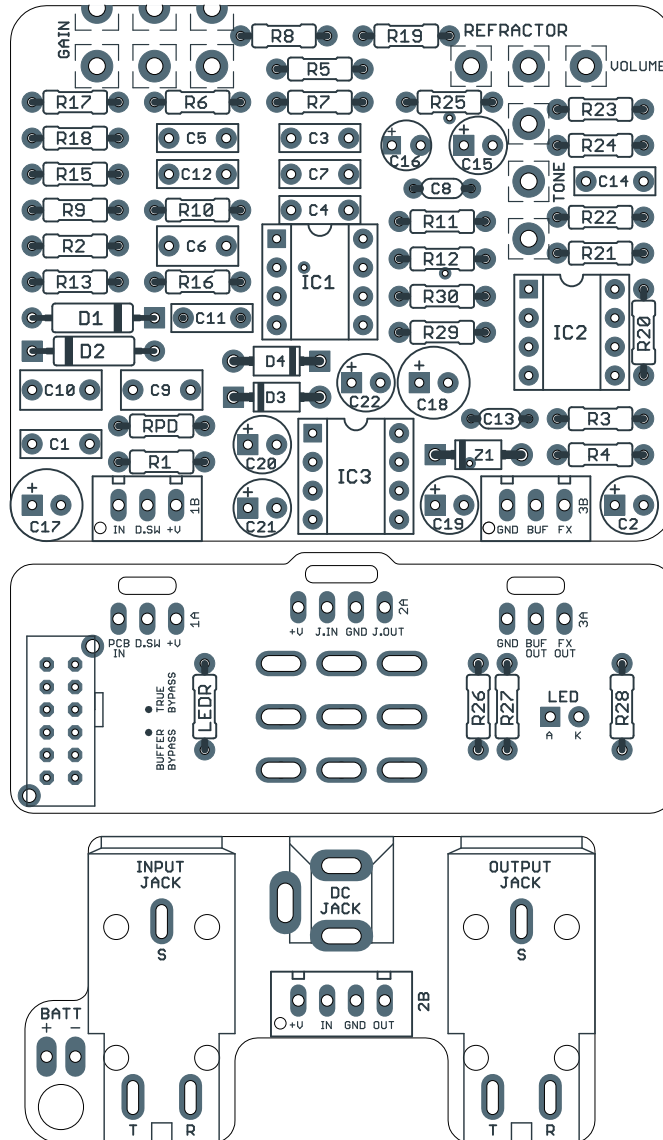 GAIN
R8
R19
REFRACTOR
VOLUME
R5
R17
R6
R7
R25
R23
R18
C5
C3
+
C16
+
C15
R24
R15
C12
C7
C8
TONE
C14
R9
R10
C4
R11
R22
R2
C6
R12
R21
R13
R16
IC1
R30
D1
C11
R29
IC2
R20
D2
D4
C10
C9
D3
+
C22
+
C18
RPD
C13
R3
C1
R1
+
C20
IC3
Z1
R4
+
C17
IN D.SW +V
1B
+
C21
+
C19
GND BUF FX
3B
+
C2
1A
PCB IN
D.SW
+V
2A
+V J.IN GND J.OUT
3A
GND
BUF OUT
FX OUT
TRUE BYPASS
BUFFER BYPASS
LEDR
R26
R27
LED
A K
R28
INPUT
JACK
S
DC
JACK
OUTPUT
JACK
S
BATT
+ -
+V IN GND OUT
2B
T R
T R